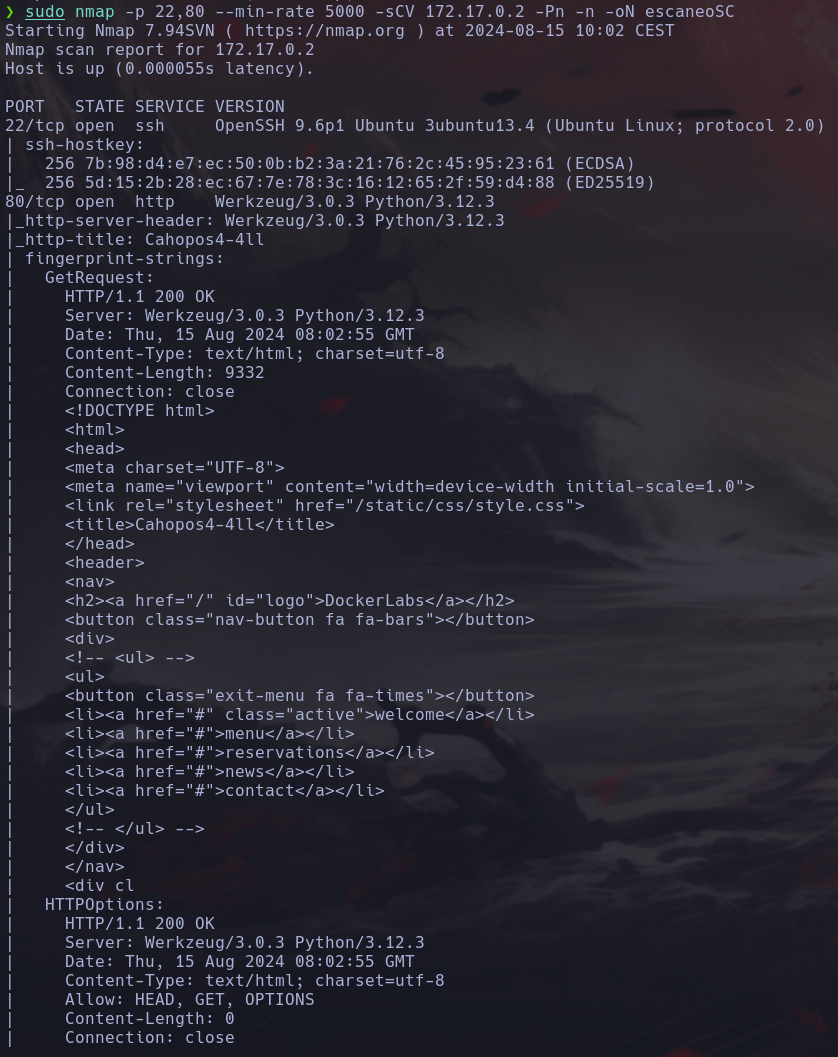 ❯ sudo nmap -p 22,80 --min-rate 5000 -sCV 172.17.0.2 -Pn -n -oN escaneoSC
Starting Nmap 7.94SVN ( https://nmap.org ) at 2024-08-15 10:02 CEST
Nmap scan report for 172.17.0.2
Host is up (0.000055s latency).

PORT   STATE SERVICE VERSION
22/tcp open  ssh     OpenSSH 9.6p1 Ubuntu 3ubuntu13.4 (Ubuntu Linux; protocol 2.0)
| ssh-hostkey:
|   256 7b:98:d4:e7:ec:50:0b:b2:3a:21:76:2c:45:95:23:61 (ECDSA)
|_  256 5d:15:2b:28:ec:67:7e:78:3c:16:12:65:2f:59:d4:88 (ED25519)
80/tcp open  http    Werkzeug/3.0.3 Python/3.12.3
|_http-server-header: Werkzeug/3.0.3 Python/3.12.3
|_http-title: Cahopos4-4ll
| fingerprint-strings:
|   GetRequest:
|     HTTP/1.1 200 OK
|     Server: Werkzeug/3.0.3 Python/3.12.3
|     Date: Thu, 15 Aug 2024 08:02:55 GMT
|     Content-Type: text/html; charset=utf-8
|     Content-Length: 9332
|     Connection: close
|     <!DOCTYPE html>
|     <html>
|     <head>
|     <meta charset="UTF-8">
|     <meta name="viewport" content="width=device-width initial-scale=1.0">
|     <link rel="stylesheet" href="/static/css/style.css">
|     <title>Cahopos4-4ll</title>
|     </head>
|     <header>
|     <nav>
|     <h2><a href="/" id="logo">DockerLabs</a></h2>
|     <button class="nav-button fa fa-bars"></button>
|     <div>
|     <!-- <ul> -->
|     <ul>
|     <button class="exit-menu fa fa-times"></button>
|     <li><a href="#" class="active">welcome</a></li>
|     <li><a href="#">menu</a></li>
|     <li><a href="#">reservations</a></li>
|     <li><a href="#">news</a></li>
|     <li><a href="#">contact</a></li>
|     </ul>
|     <!-- </ul> -->
|     </div>
|     </nav>
|     <div cl
|   HTTPOptions:
|     HTTP/1.1 200 OK
|     Server: Werkzeug/3.0.3 Python/3.12.3
|     Date: Thu, 15 Aug 2024 08:02:55 GMT
|     Content-Type: text/html; charset=utf-8
|     Allow: HEAD, GET, OPTIONS
|     Content-Length: 0
|     Connection: close